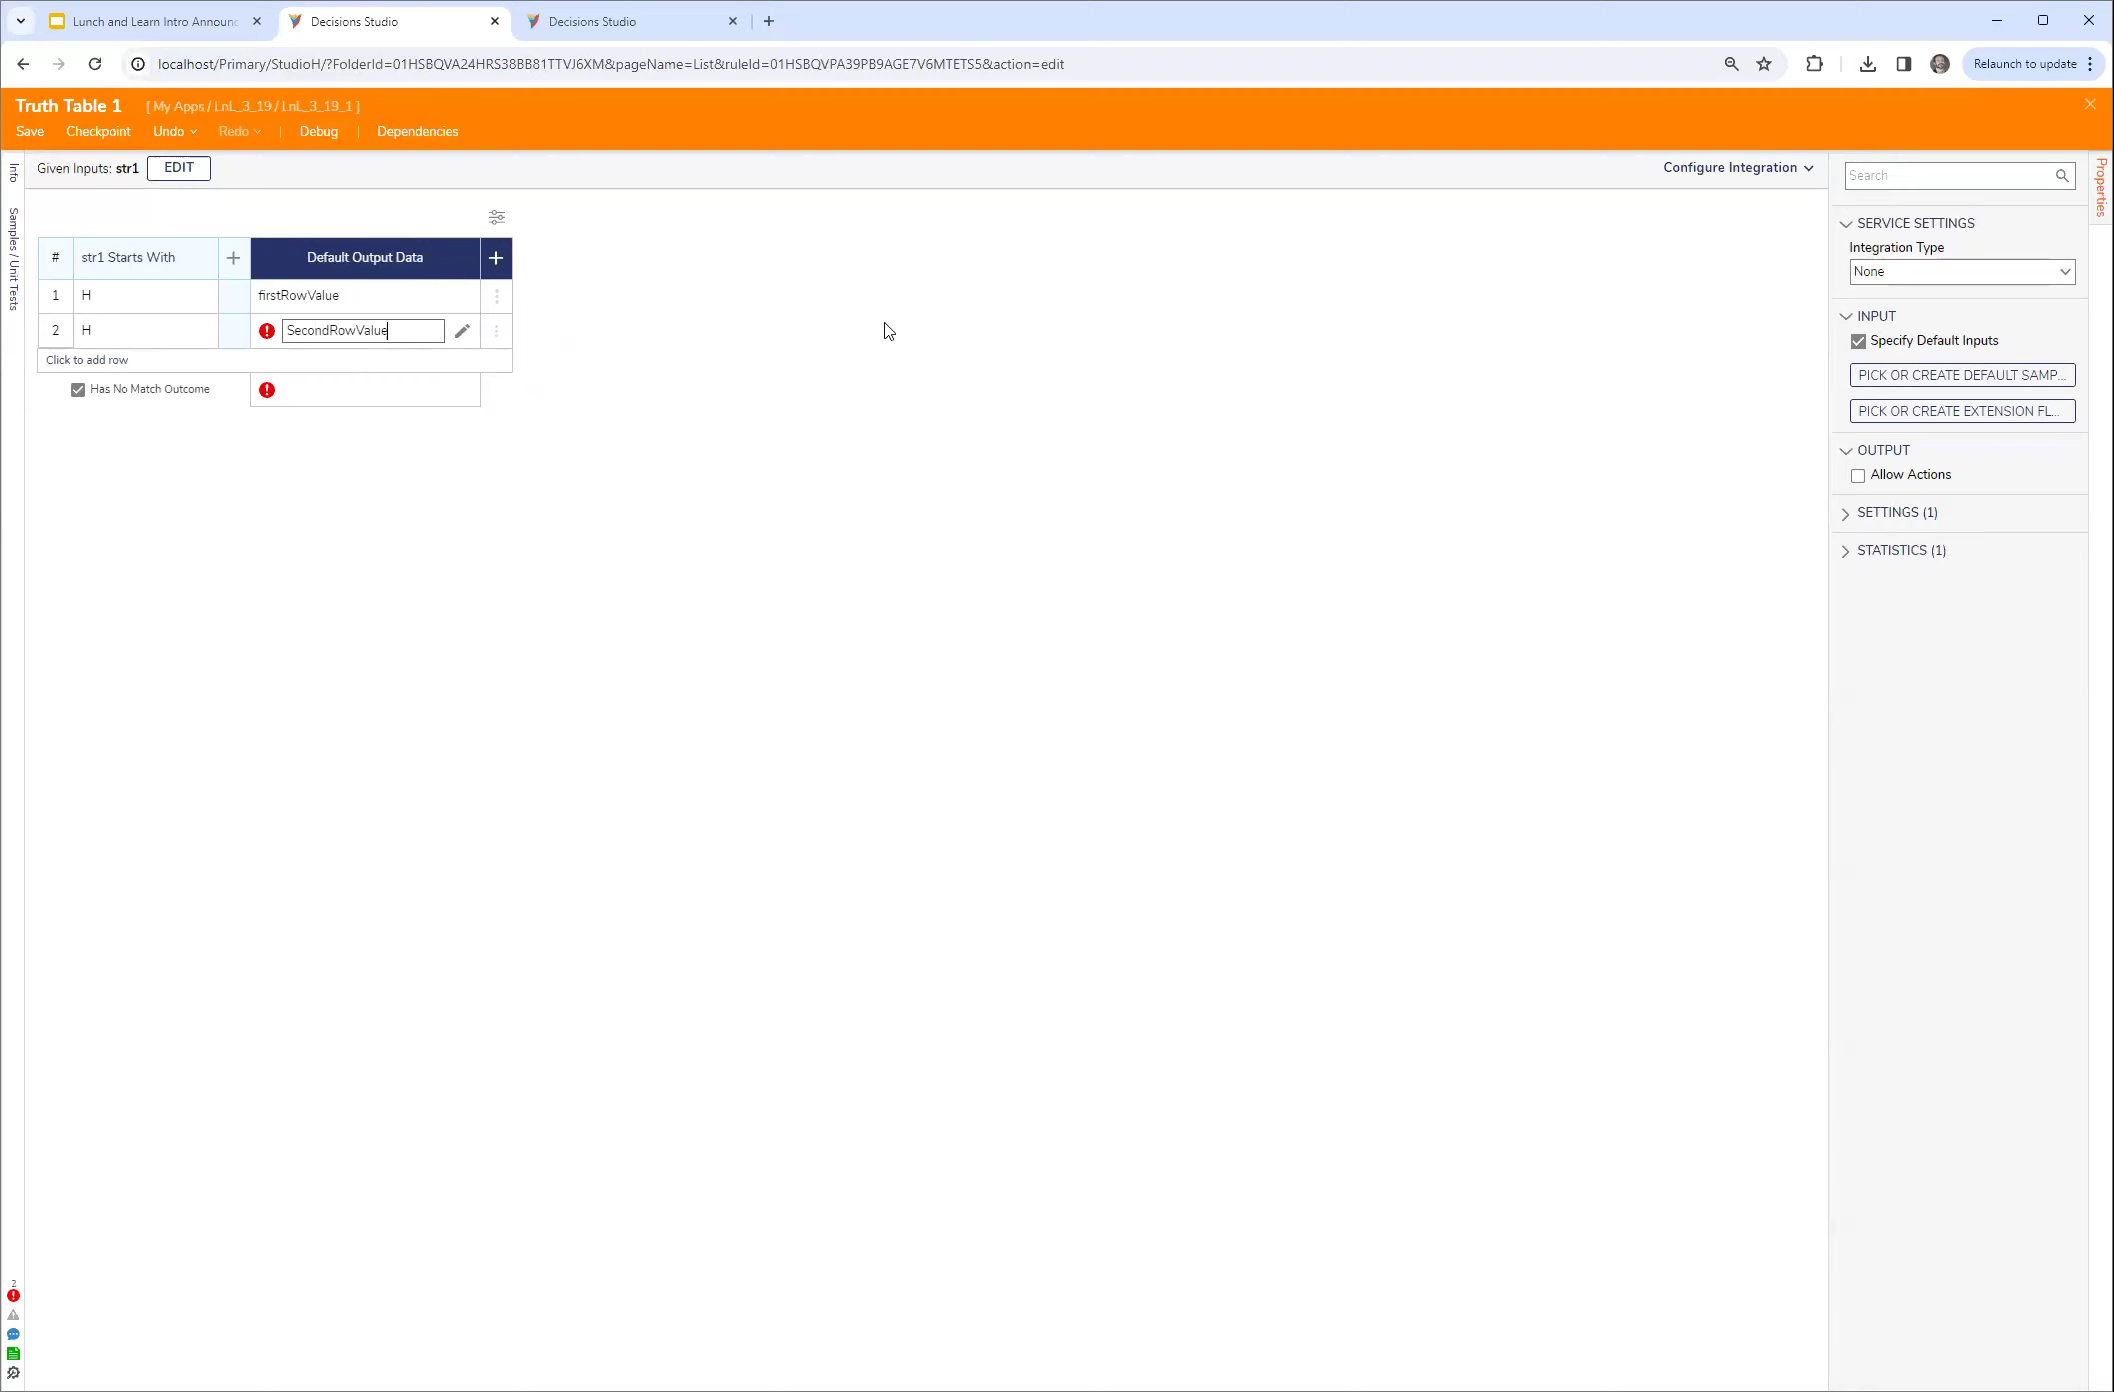 Lunch and Learn Intro Announc
Decisions Studio
Decisions Studio
localhost/Primary/StudioH/?FolderId=01HSBQVA24HRS38BB81TTVJ6XM&pageName=List&ruleId=01HSBQVPA39PB9AGE7V6MTETS5&action=edit
Relaunch to update
Truth Table 1 [ My Apps / LnL_3_19 / LnL_3_19_1 ]
Save Checkpoint Undo Redo | Debug | Dependencies
Info
Samples / Unit Tests
Given Inputs: str1 EDIT
Configure Integration
# str1 Starts With + Default Output Data +
1 H firstRowValue
2 H SecondRowValue
Click to add row
Has No Match Outcome
Properties
Search
SERVICE SETTINGS
Integration Type
None
INPUT
Specify Default Inputs
PICK OR CREATE DEFAULT SAMP...
PICK OR CREATE EXTENSION FL...
OUTPUT
Allow Actions
SETTINGS (1)
STATISTICS (1)
2